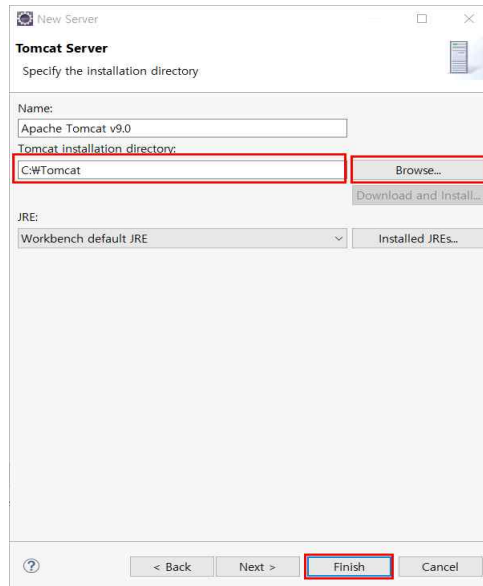 New Server
Tomcat Server
Specify the installation directory
Name:
Apache Tomcat v9.0
Tomcat installation directory:
C:₩Tomcat
Browse...
Download and Install...
JRE:
Workbench default JRE
Installed JREs...
< Back Next > Finish Cancel